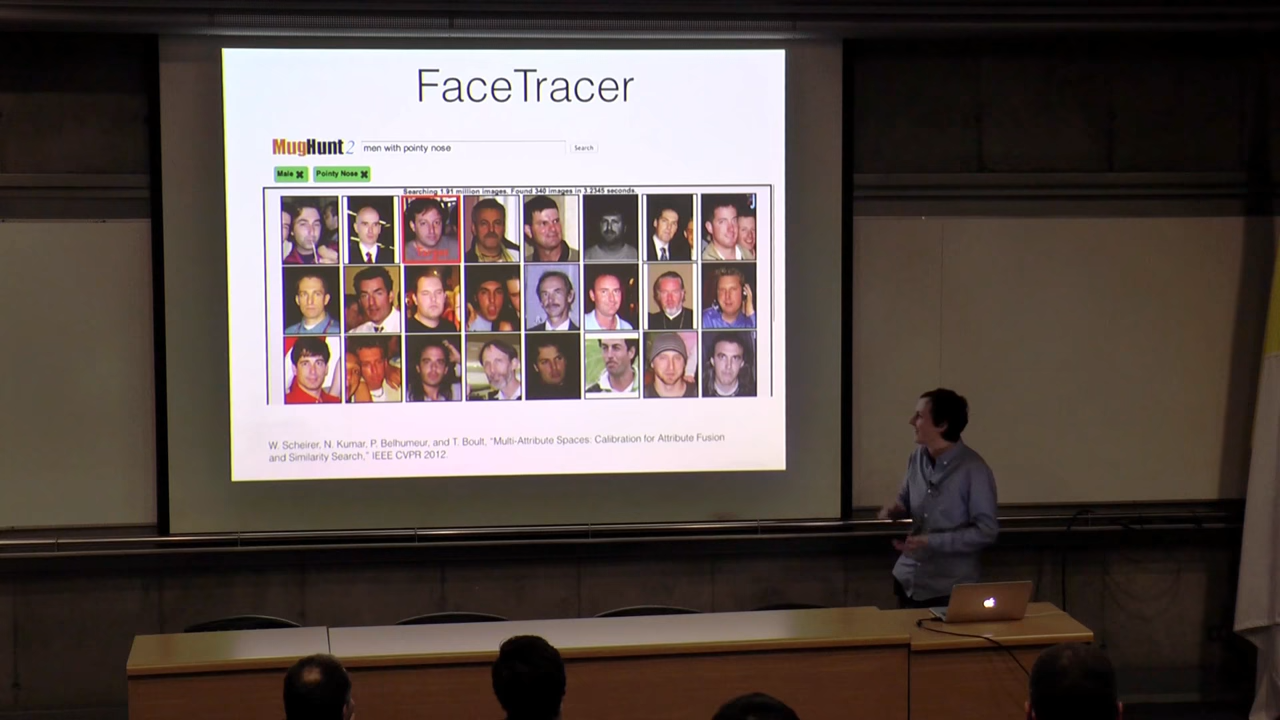 FaceTracer
MugHunt 2 men with pointy nose Search
Male ✖ Pointy Nose ✖
Searching 1.91 million images. Found 340 images in 3.2345 seconds.
W. Scheirer, N. Kumar, P. Belhumeur, and T. Boult, "Multi-Attribute Spaces: Calibration for Attribute Fusion
and Similarity Search," IEEE CVPR 2012.